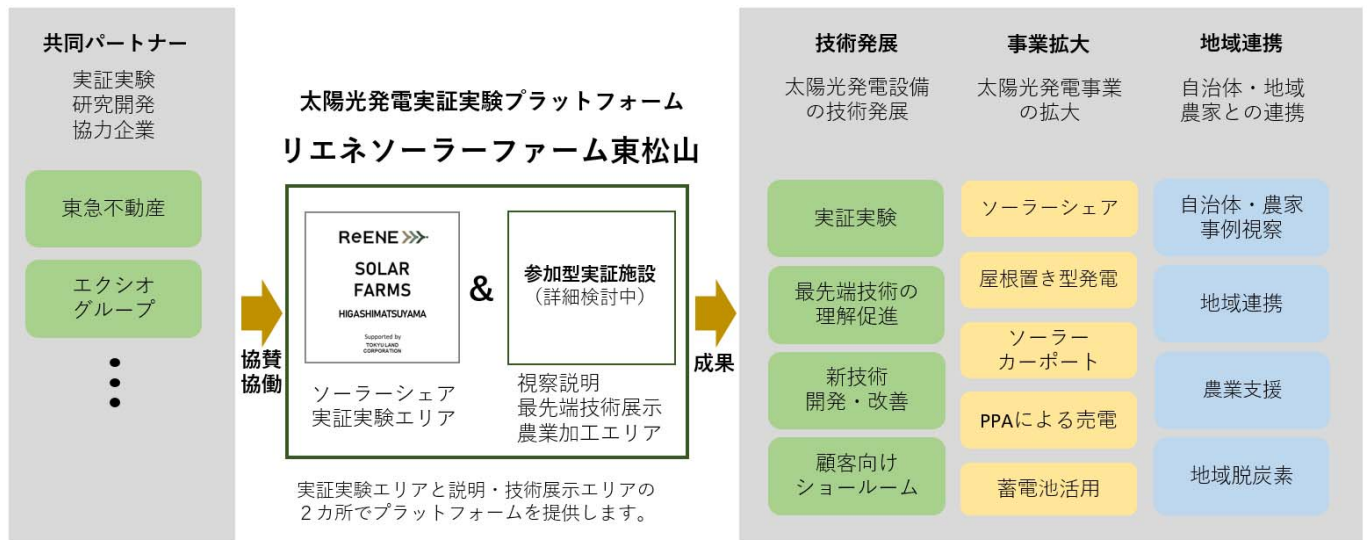 共同パートナー
実証実験
研究開発
協力企業
東急不動産
エクシオ
グループ
協賛
協働
太陽光発電実証実験プラットフォーム
リエネソーラーファーム東松山
ReENE
SOLAR
FARMS
HIGASHIMATSUYAMA
Supported by
TOKYU LAND
CORPORATION
ソーラーシェア
実証実験エリア
&
参加型実証施設
（詳細検討中）
視察説明
最先端技術展示
農業加工エリア
実証実験エリアと説明・技術展示エリアの
２カ所でプラットフォームを提供します。
成果
技術発展
太陽光発電設備
の技術発展
実証実験
最先端技術の
理解促進
新技術
開発・改善
顧客向け
ショールーム
事業拡大
太陽光発電事業
の拡大
ソーラーシェア
屋根置き型発電
ソーラー
カーポート
PPAによる売電
蓄電池活用
地域連携
自治体・地域
農家との連携
自治体・農家
事例視察
地域連携
農業支援
地域脱炭素